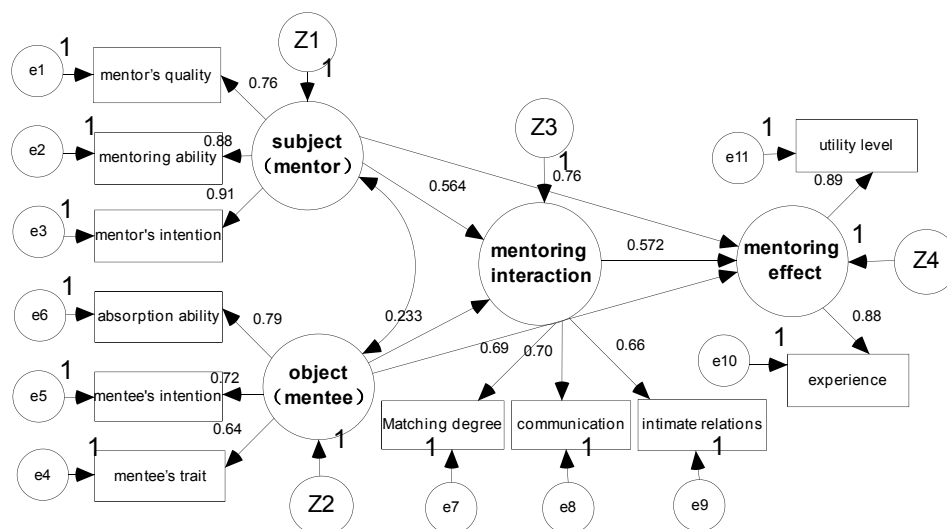 Z1
1
1
e1
mentor's quality
0.76
1
e2
mentoring ability
0.88
subject
（mentor）
Z3
1
0.76
1
e11
utility level
0.89
1
e3
mentor's intention
0.91
0.564
mentoring
interaction
0.572
mentoring
effect
1
Z4
1
e6
absorption ability
0.79
0.233
0.69
0.70
0.66
0.88
1
e10
experience
1
e5
mentee's intention
0.72
object
（mentee）
0.64
1
e4
mentee's trait
1
Z2
Matching degree
communication
intimate relations
1
1
1
e7
e8
e9